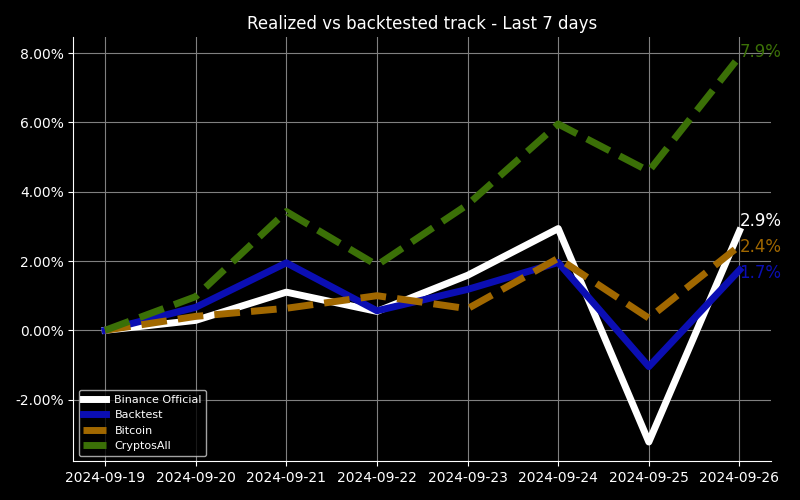 Realized vs backtested track - Last 7 days
8.00%
6.00%
4.00%
2.00%
0.00%
-2.00%
7.9%
2.9%
2.4%
1.7%
Binance Official
Backtest
Bitcoin
CryptosAll
2024-09-19 2024-09-20 2024-09-21 2024-09-22 2024-09-23 2024-09-24 2024-09-25 2024-09-26